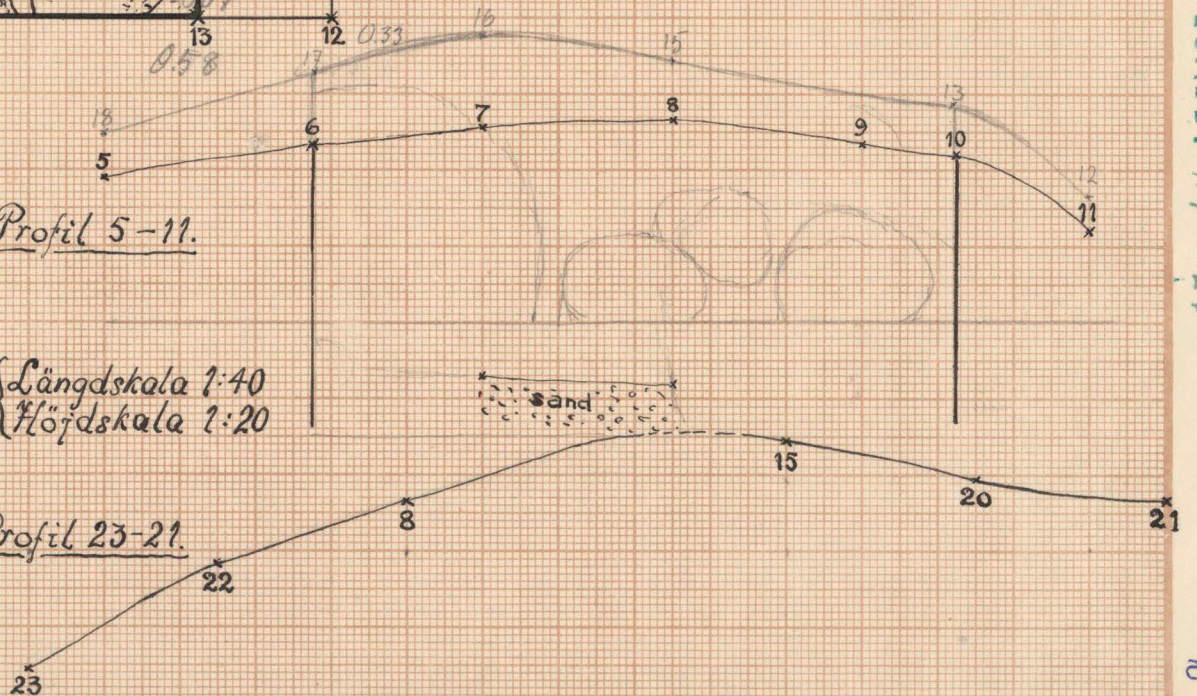 13 12
0.58 0.33
18 17 16 15 13 12
5 6 7 8 9 10 11
Profil 5-11.
Längdskala 1:40
Höjdskala 1:20
sand
Profil 23-21.
23 22 8 15 20 21